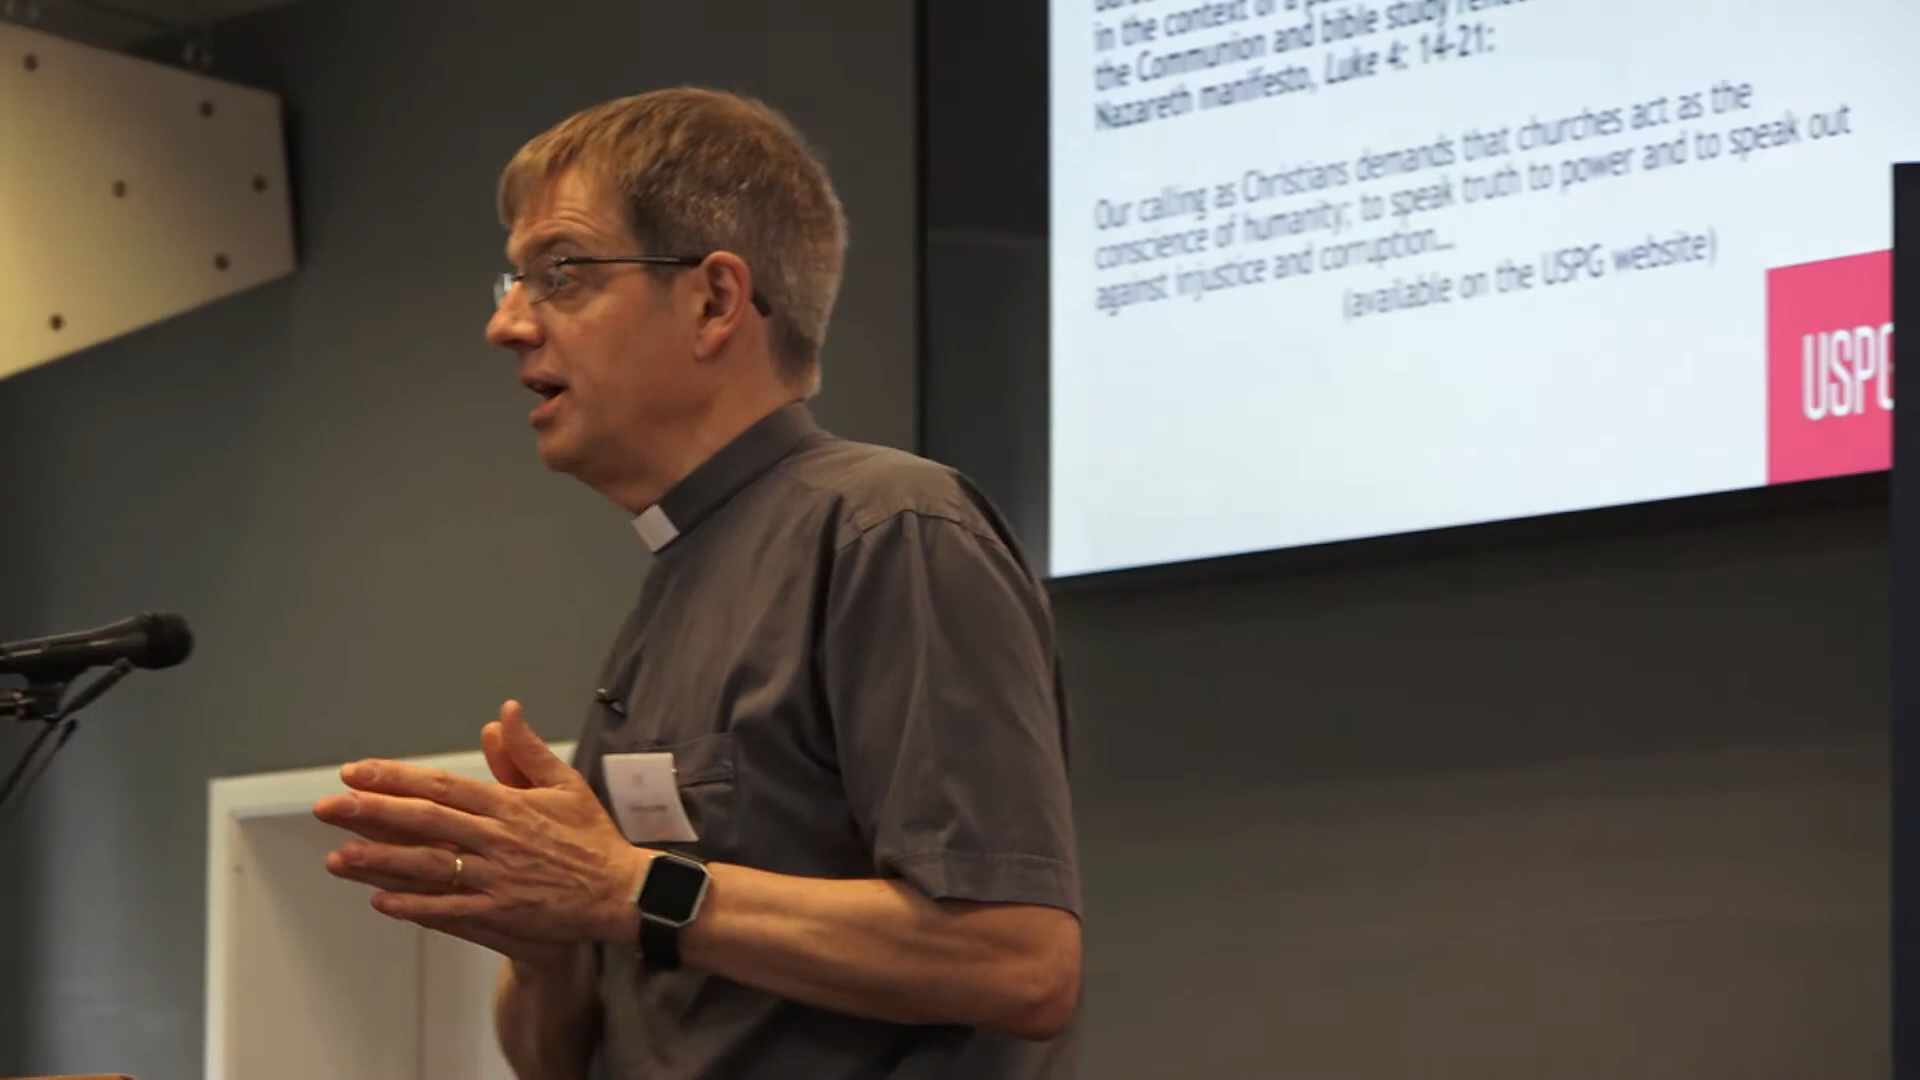 in the context of a
the Communion and bible study
Nazareth manifesto, Luke 4: 14-21:
Our calling as Christians demands that churches act as the
conscience of humanity; to speak truth to power and to speak out
against injustice and corruption...
(available on the USPG website)
USPG